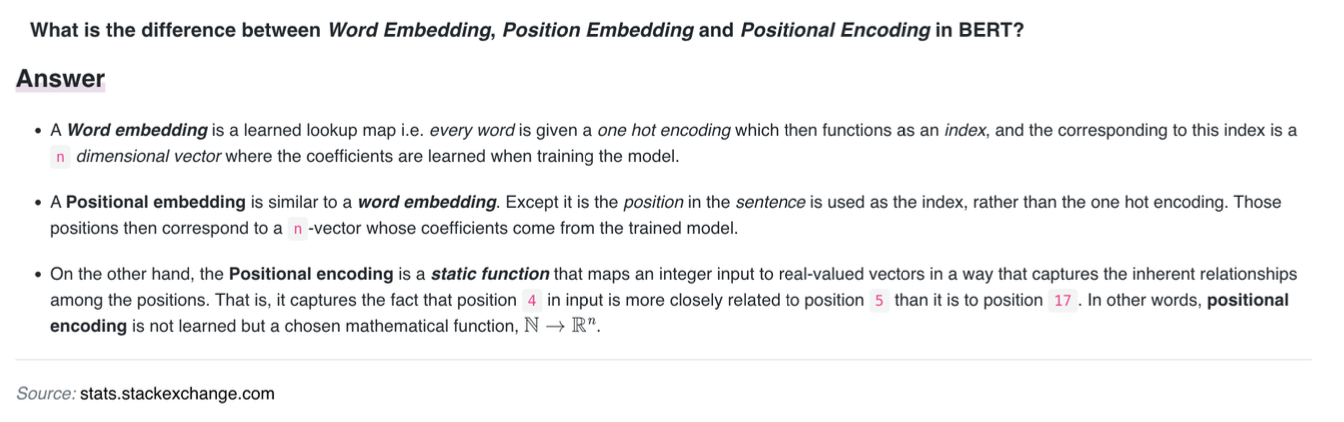 What is the difference between Word Embedding, Position Embedding and Positional Encoding in BERT?
Answer
• A Word embedding is a learned lookup map i.e. every word is given a one hot encoding which then functions as an index, and the corresponding to this index is a
n dimensional vector where the coefficients are learned when training the model.
• A Positional embedding is similar to a word embedding. Except it is the position in the sentence is used as the index, rather than the one hot encoding. Those
positions then correspond to a n -vector whose coefficients come from the trained model.
• On the other hand, the Positional encoding is a static function that maps an integer input to real-valued vectors in a way that captures the inherent relationships
among the positions. That is, it captures the fact that position 4 in input is more closely related to position 5 than it is to position 17 . In other words, positional
encoding is not learned but a chosen mathematical function, ℕ → ℝⁿ.
Source: stats.stackexchange.com